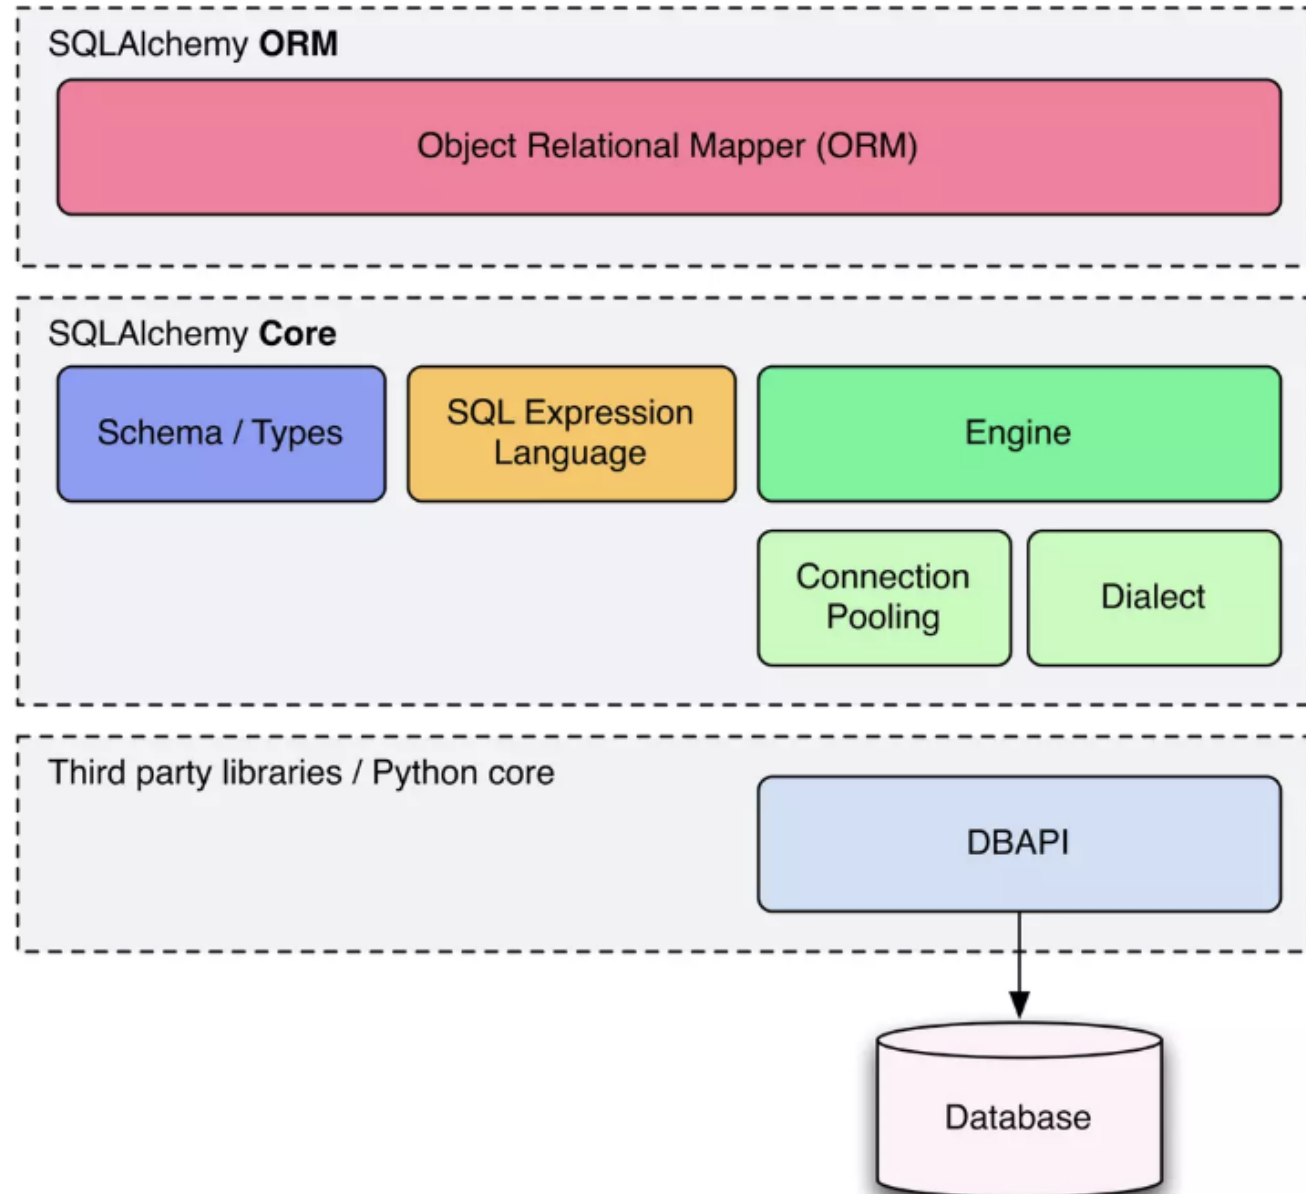 SQLAlchemy ORM
Object Relational Mapper (ORM)
SQLAlchemy Core
Schema / Types
SQL Expression
Language
Engine
Connection
Pooling
Dialect
Third party libraries / Python core
DBAPI
Database